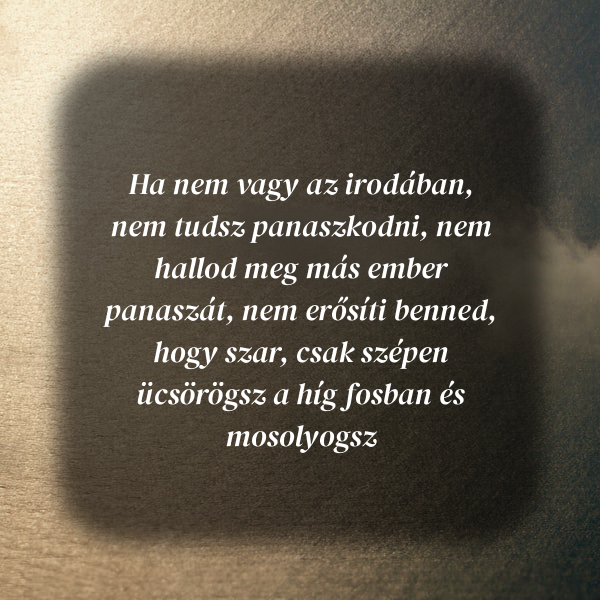 Ha nem vagy az irodában,
nem tudsz panaszkodni, nem
hallod meg más ember
panaszát, nem erősíti benned,
hogy szar, csak szépen
ücsörögsz a híg fosban és
mosolyogsz